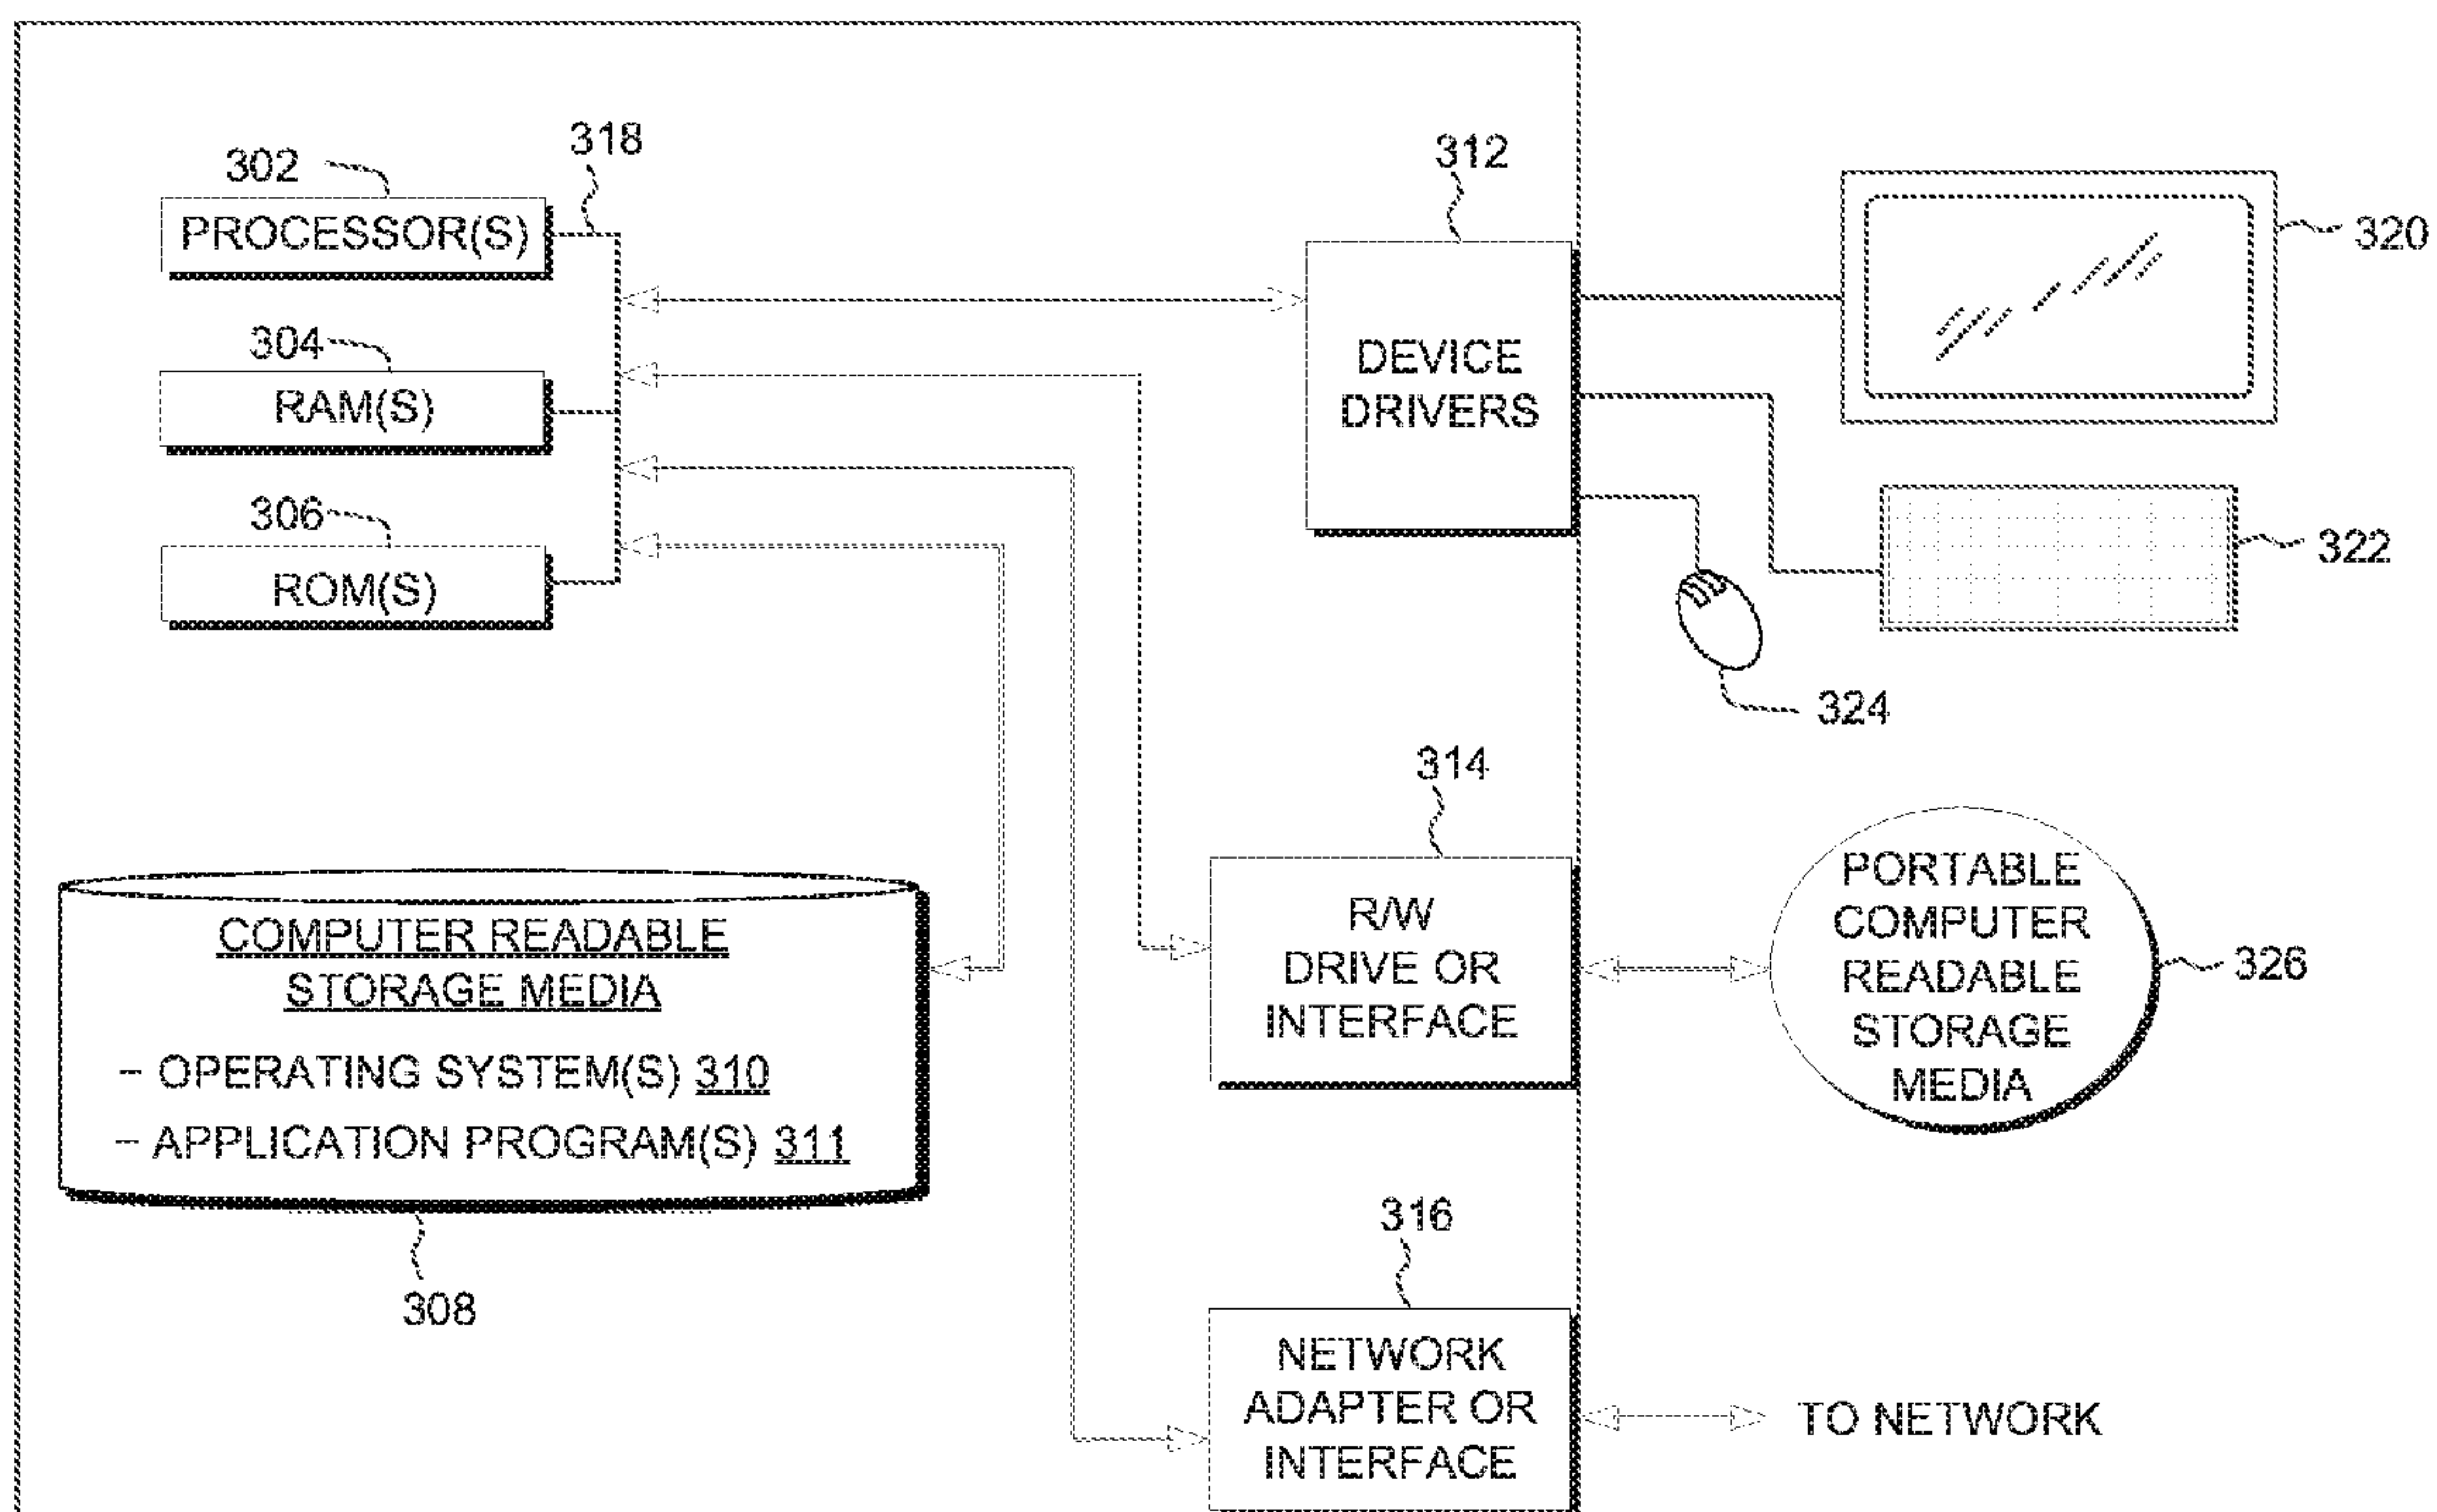 318
302
PROCESSOR(S)
304
RAM(S)
306
ROM(S)
312
DEVICE
DRIVERS
320
322
324
314
R/W
DRIVE OR
INTERFACE
PORTABLE
COMPUTER
READABLE
STORAGE
MEDIA
326
COMPUTER READABLE
STORAGE MEDIA
- OPERATING SYSTEM(S) 310
- APPLICATION PROGRAM(S) 311
308
316
NETWORK
ADAPTER OR
INTERFACE
TO NETWORK